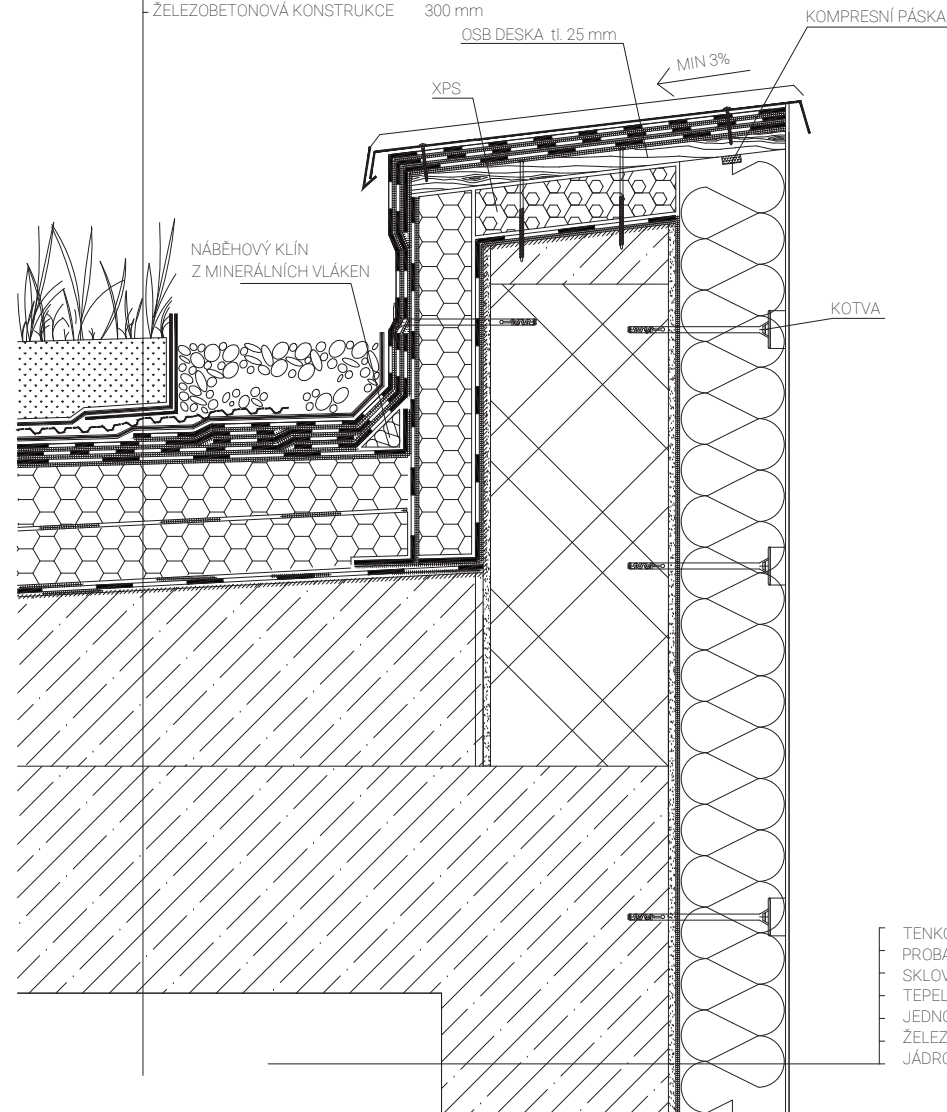 ŽELEZOBETONOVÁ KONSTRUKCE 300 mm
KOMPRESNÍ PÁSKA
OSB DESKA tl. 25 mm
MIN 3%
XPS
NÁBĚHOVÝ KLÍN
Z MINERÁLNÍCH VLÁKEN
KOTVA
TENKO
PROBA
SKLOV
TEPEL
JEDNO
ŽELEZ
JÁDRO